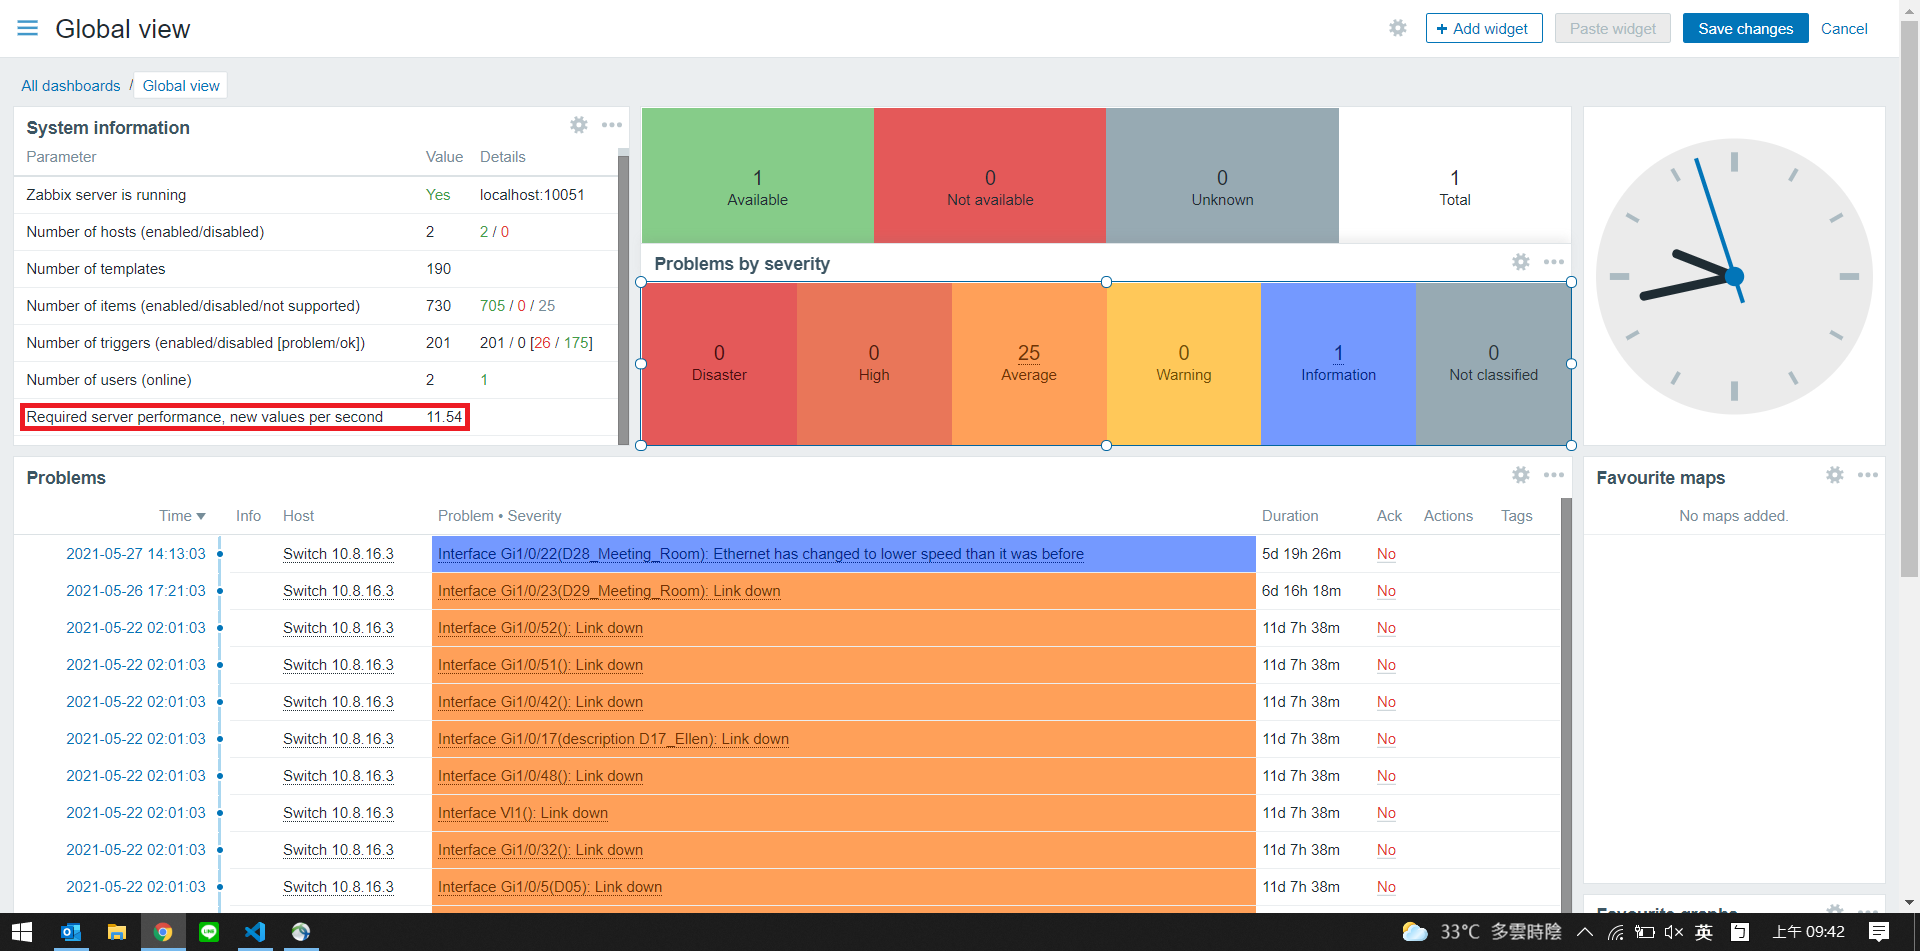 Global view
+ Add widget
Paste widget
Save changes
Cancel
All dashboards / Global view
System information
Parameter Value Details
Zabbix server is running Yes localhost:10051
Number of hosts (enabled/disabled) 2 2 / 0
Number of templates 190
Number of items (enabled/disabled/not supported) 730 705 / 0 / 25
Number of triggers (enabled/disabled [problem/ok]) 201 201 / 0 [26 / 175]
Number of users (online) 2 1
Required server performance, new values per second 11.54
1 Available
0 Not available
0 Unknown
1 Total
Problems by severity
0 Disaster
0 High
25 Average
0 Warning
1 Information
0 Not classified
Problems
Time ▼ Info Host Problem • Severity Duration Ack Actions Tags
2021-05-27 14:13:03 Switch 10.8.16.3 Interface Gi1/0/22(D28_Meeting_Room): Ethernet has changed to lower speed than it was before 5d 19h 26m No
2021-05-26 17:21:03 Switch 10.8.16.3 Interface Gi1/0/23(D29_Meeting_Room): Link down 6d 16h 18m No
2021-05-22 02:01:03 Switch 10.8.16.3 Interface Gi1/0/52(): Link down 11d 7h 38m No
2021-05-22 02:01:03 Switch 10.8.16.3 Interface Gi1/0/51(): Link down 11d 7h 38m No
2021-05-22 02:01:03 Switch 10.8.16.3 Interface Gi1/0/42(): Link down 11d 7h 38m No
2021-05-22 02:01:03 Switch 10.8.16.3 Interface Gi1/0/17(description D17_Ellen): Link down 11d 7h 38m No
2021-05-22 02:01:03 Switch 10.8.16.3 Interface Gi1/0/48(): Link down 11d 7h 38m No
2021-05-22 02:01:03 Switch 10.8.16.3 Interface Vl1(): Link down 11d 7h 38m No
2021-05-22 02:01:03 Switch 10.8.16.3 Interface Gi1/0/32(): Link down 11d 7h 38m No
2021-05-22 02:01:03 Switch 10.8.16.3 Interface Gi1/0/5(D05): Link down 11d 7h 38m No
Favourite maps
No maps added.
Favourite graphs
33°C 多雲時陰
英
ㄅ
上午 09:42